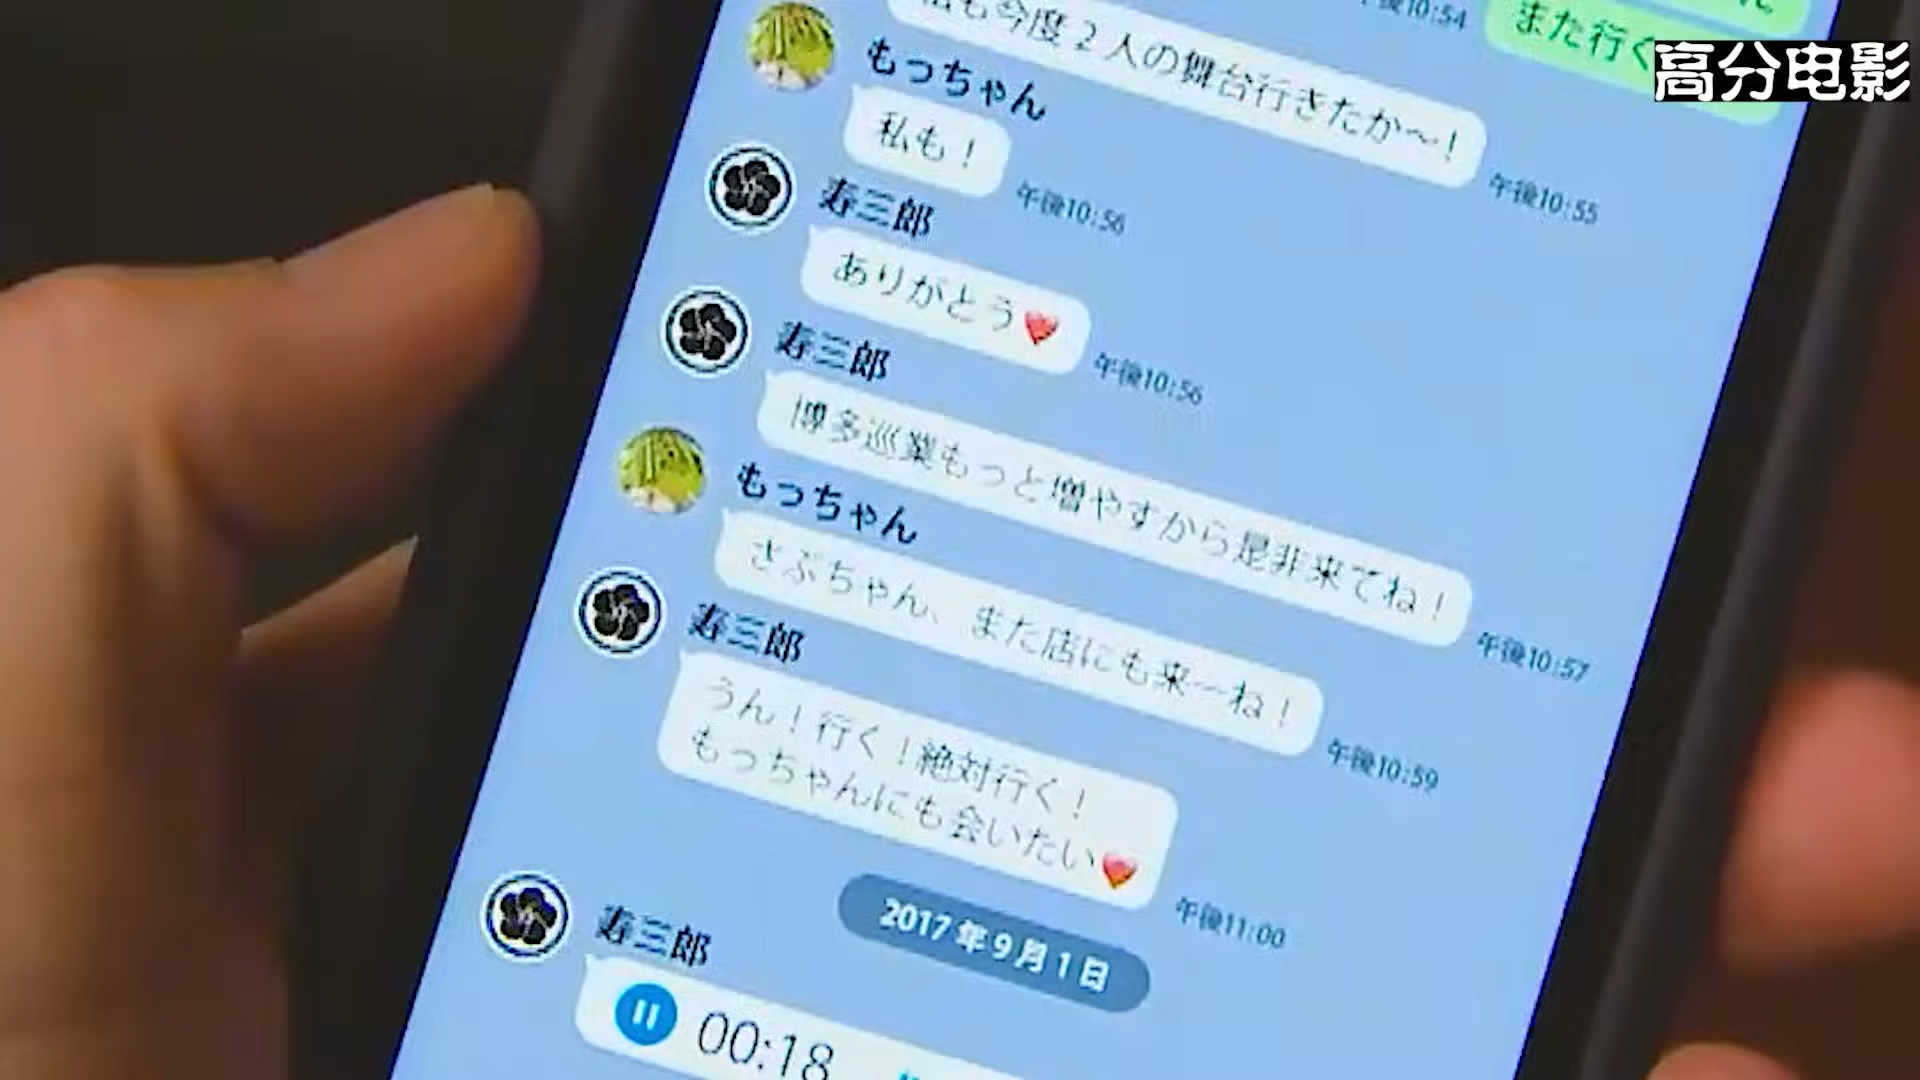 午後10:54
また行く
高分电影
も今度2人の舞台行きたか〜!
午後10:55
もっちゃん
私も!
午後10:56
寿三郎
ありがとう❤
午後10:56
寿三郎
博多巡業もっと増やすから是非来てね!
午後10:57
もっちゃん
さぶちゃん、また店にも来〜ね!
午後10:59
寿三郎
うん!行く!絶対行く!
もっちゃんにも会いたい❤
午後11:00
2017年9月1日
寿三郎
00:18